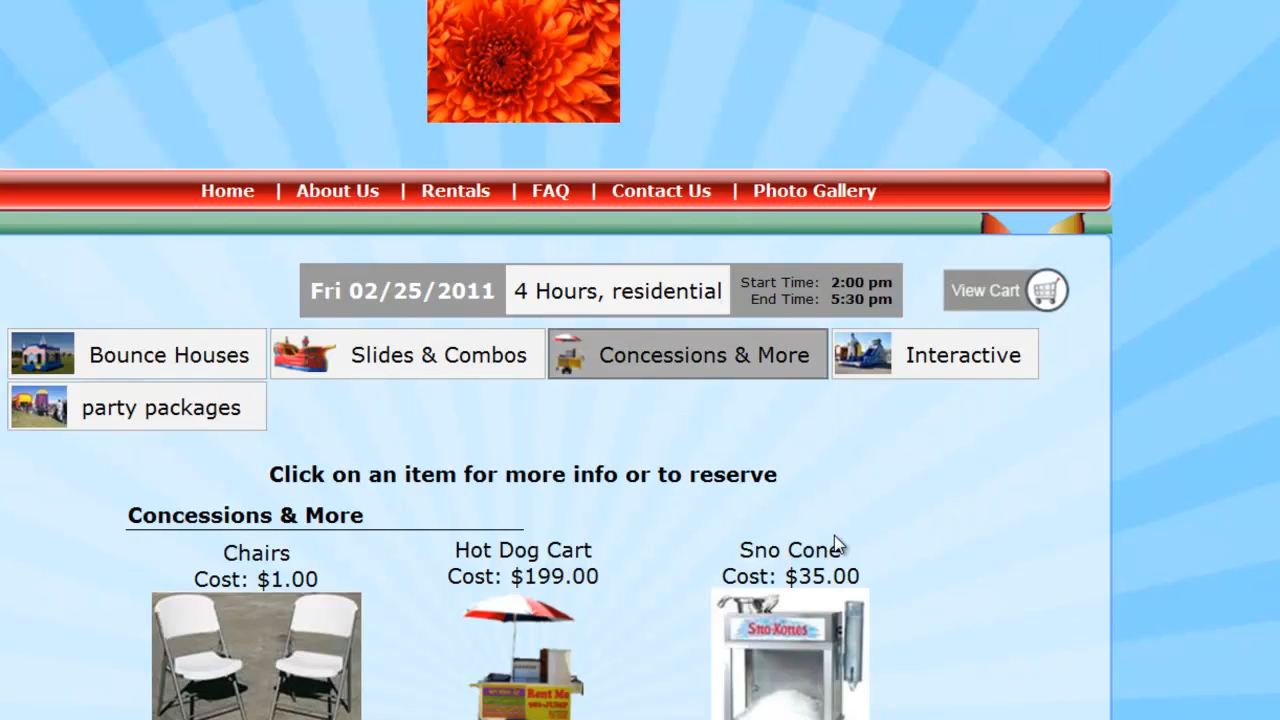 Home | About Us | Rentals | FAQ | Contact Us | Photo Gallery
Fri 02/25/2011
4 Hours, residential
Start Time: 2:00 pm
End Time: 5:30 pm
View Cart
Bounce Houses
Slides & Combos
Concessions & More
Interactive
party packages
Click on an item for more info or to reserve
Concessions & More
Chairs
Cost: $1.00
Hot Dog Cart
Cost: $199.00
Sno Cone
Cost: $35.00
Rent Me
Sno-Kones